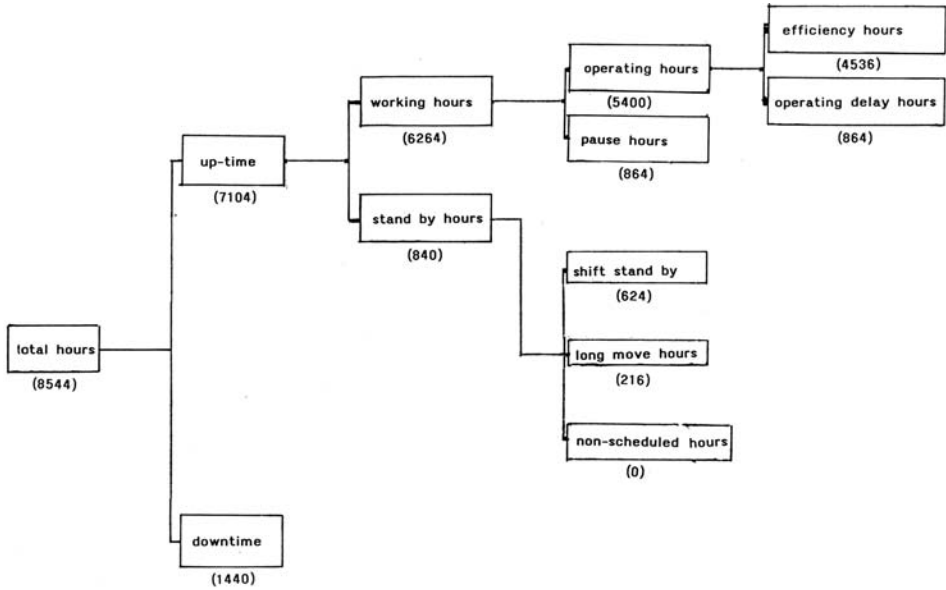 efficiency hours
(4536)
operating hours
(5400)
operating delay hours
(864)
working hours
(6264)
pause hours
(864)
up-time
(7104)
stand by hours
(840)
shift stand by
(624)
total hours
(8544)
long move hours
(216)
non-scheduled hours
(0)
downtime
(1440)